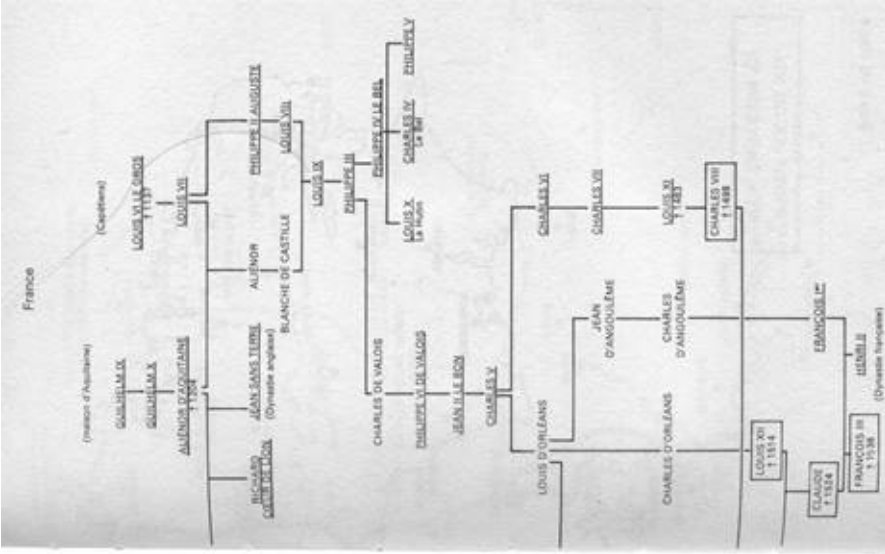 France
(maison d'Aquitaine)
(Capétiens)
GUILHELM IX
LOUIS VI LE GROS
† 1137
GUILHELM X
ALIÉNOR D'AQUITAINE
† 1204
LOUIS VII
RICHARD
CŒUR DE LION
JEAN SANS TERRE
(Dynastie anglaise)
ALIÉNOR
PHILIPPE II AUGUSTE
BLANCHE DE CASTILLE
LOUIS VIII
LOUIS IX
PHILIPPE III
CHARLES DE VALOIS
PHILIPPE IV LE BEL
LOUIS X
Le Hutin
CHARLES IV
Le Bel
PHILIPPE V
PHILIPPE VI DE VALOIS
JEAN II LE BON
CHARLES V
LOUIS D'ORLÉANS
CHARLES VI
JEAN
D'ANGOULÊME
CHARLES VII
CHARLES D'ORLÉANS
CHARLES
D'ANGOULÊME
LOUIS XI
† 1483
CHARLES VIII
† 1498
LOUIS XII
† 1514
CLAUDE
† 1524
FRANÇOIS Ier
FRANÇOIS III
† 1536
HENRI II
(Dynastie française)